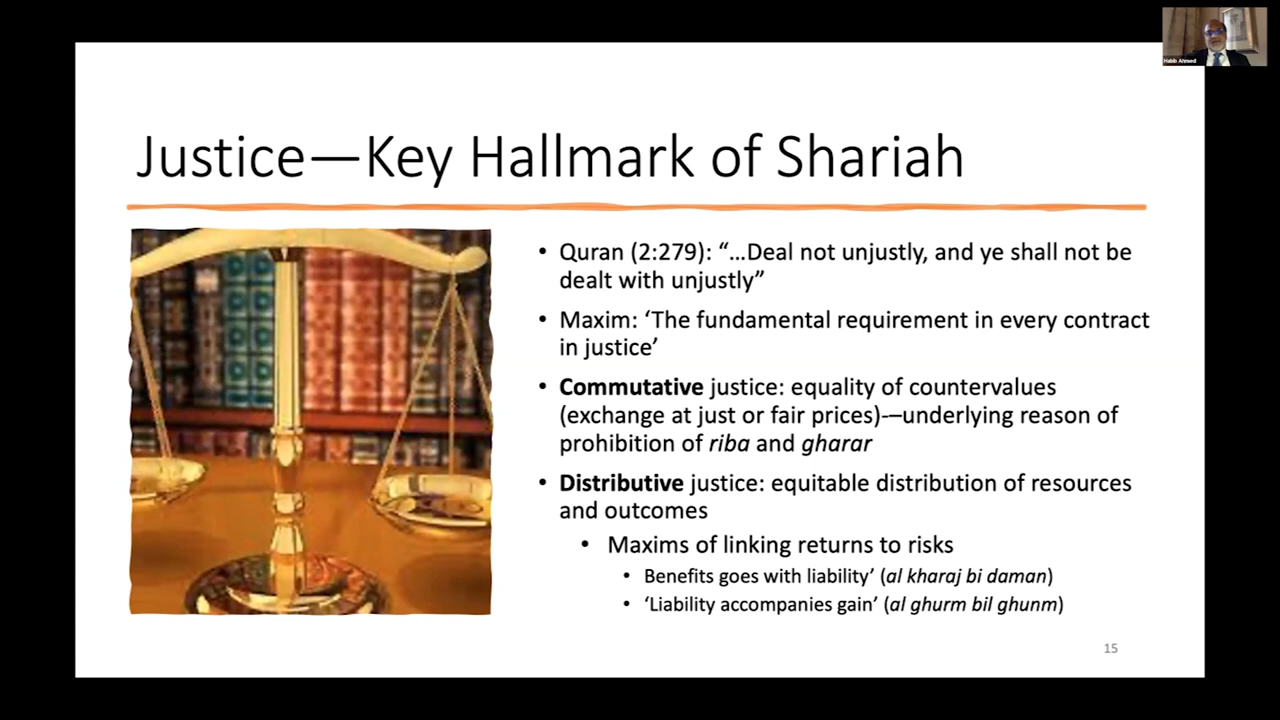 Habib Ahmed
Justice—Key Hallmark of Shariah
• Quran (2:279): “…Deal not unjustly, and ye shall not be
dealt with unjustly”
• Maxim: ‘The fundamental requirement in every contract
in justice’
• Commutative justice: equality of countervalues
(exchange at just or fair prices)-–underlying reason of
prohibition of riba and gharar
• Distributive justice: equitable distribution of resources
and outcomes
• Maxims of linking returns to risks
• Benefits goes with liability’ (al kharaj bi daman)
• ‘Liability accompanies gain’ (al ghurm bil ghunm)
15